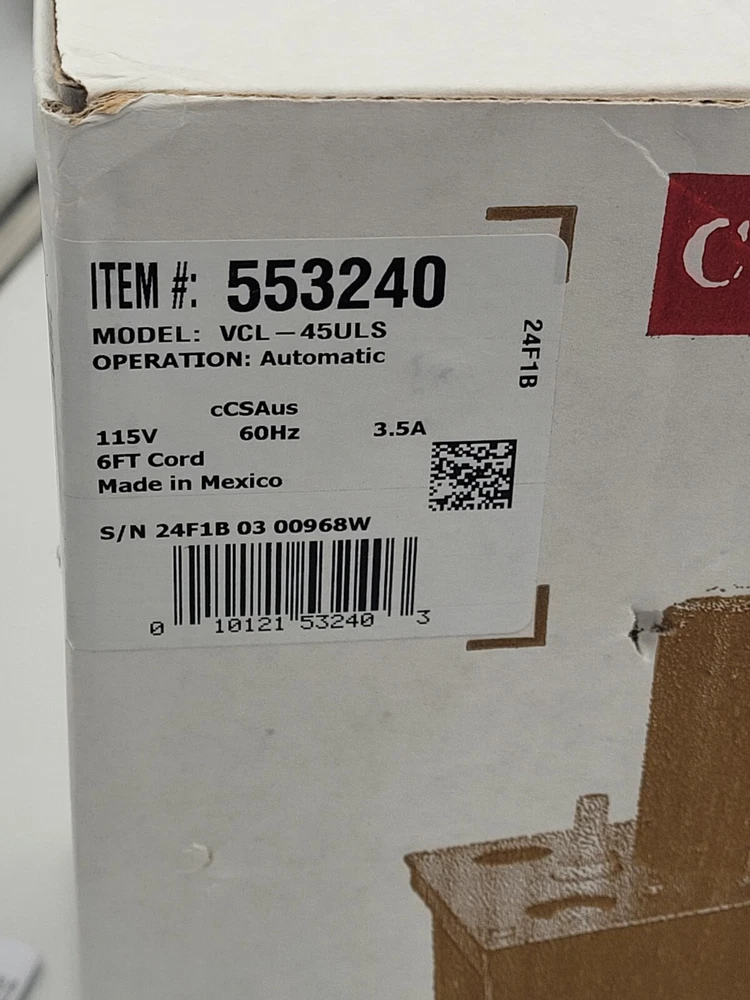 ITEM #: 553240
MODEL: VCL-45ULS
OPERATION: Automatic
24F1B
cCSAus
115V 60Hz 3.5A
6FT Cord
Made in Mexico
S/N 24F1B 03 00968W
0 10121 53240 3